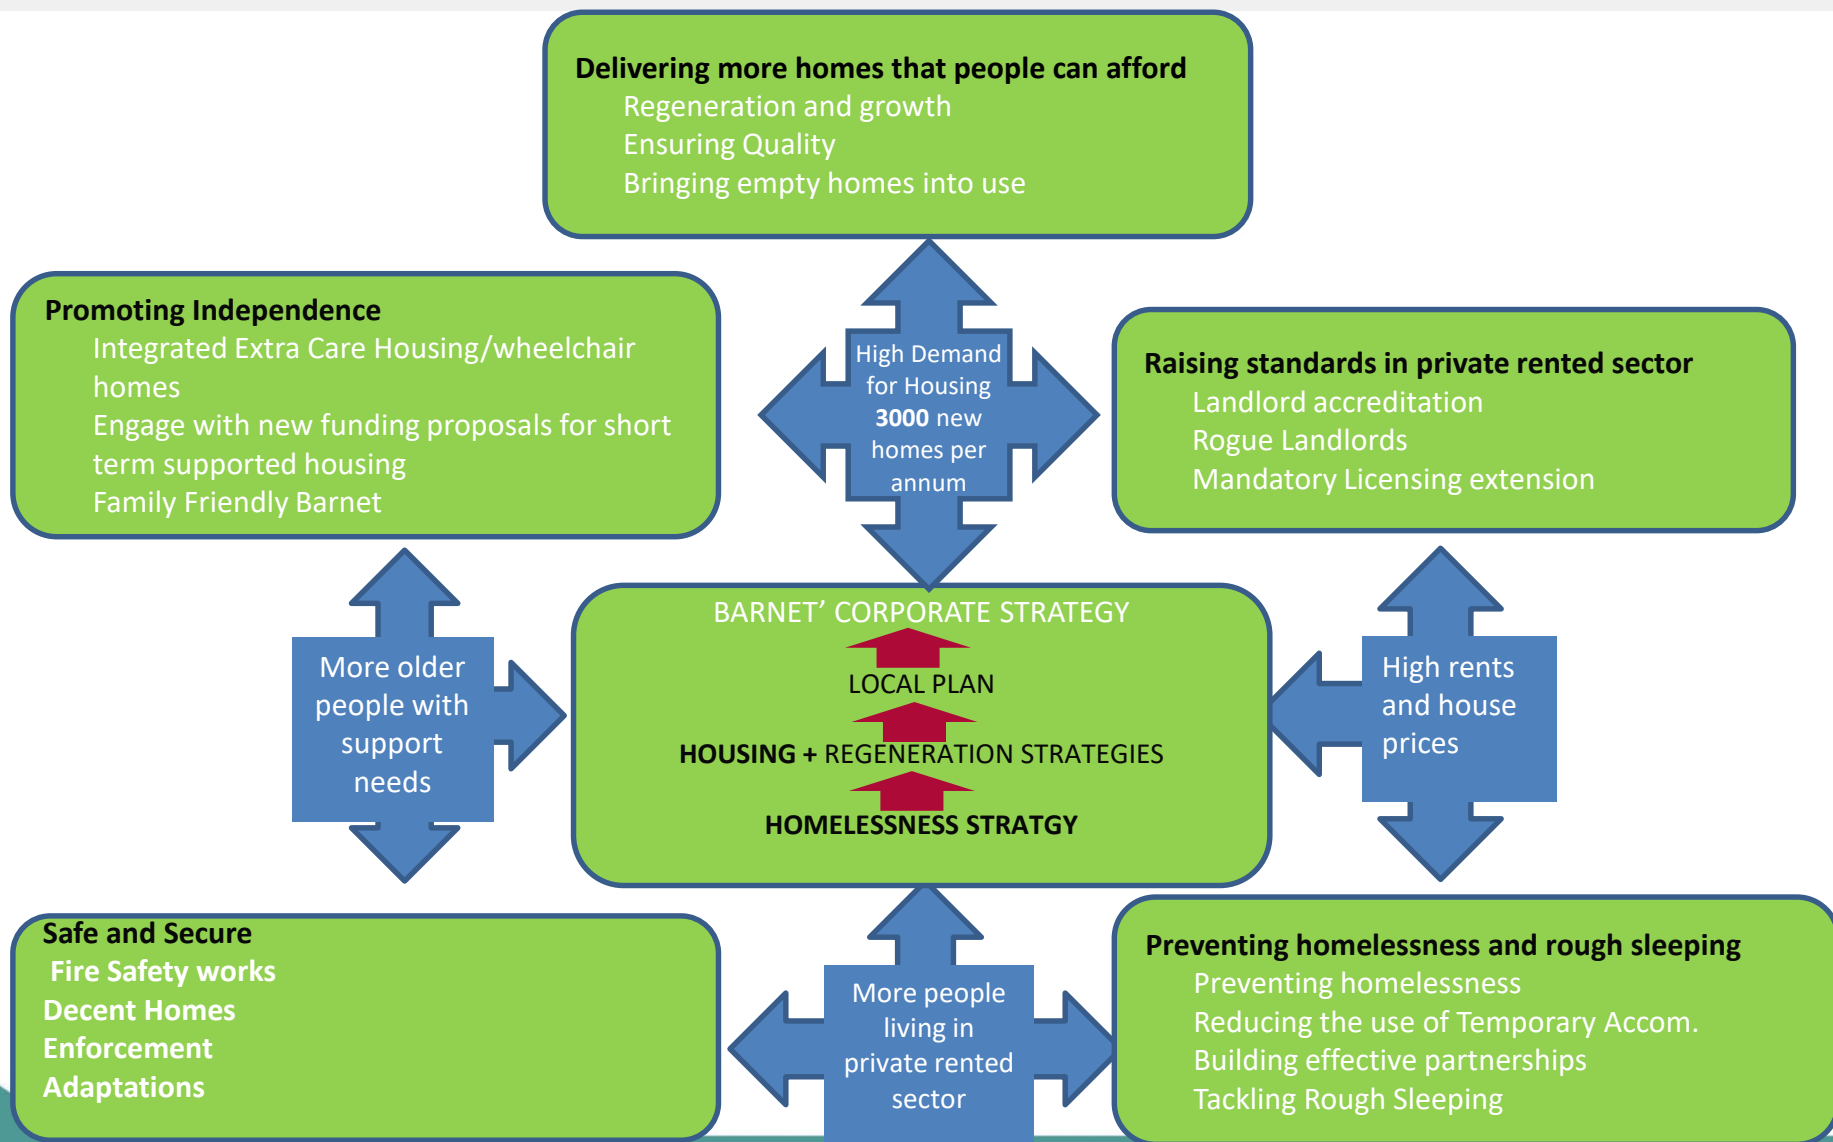 Delivering more homes that people can afford
Regeneration and growth
Ensuring Quality
Bringing empty homes into use
Promoting Independence
Integrated Extra Care Housing/wheelchair
homes
Engage with new funding proposals for short
term supported housing
Family Friendly Barnet
High Demand
for Housing
3000 new
homes per
annum
Raising standards in private rented sector
Landlord accreditation
Rogue Landlords
Mandatory Licensing extension
More older
people with
support
needs
BARNET’ CORPORATE STRATEGY
LOCAL PLAN
HOUSING + REGENERATION STRATEGIES
HOMELESSNESS STRATGY
High rents
and house
prices
Safe and Secure
Fire Safety works
Decent Homes
Enforcement
Adaptations
More people
living in
private rented
sector
Preventing homelessness and rough sleeping
Preventing homelessness
Reducing the use of Temporary Accom.
Building effective partnerships
Tackling Rough Sleeping